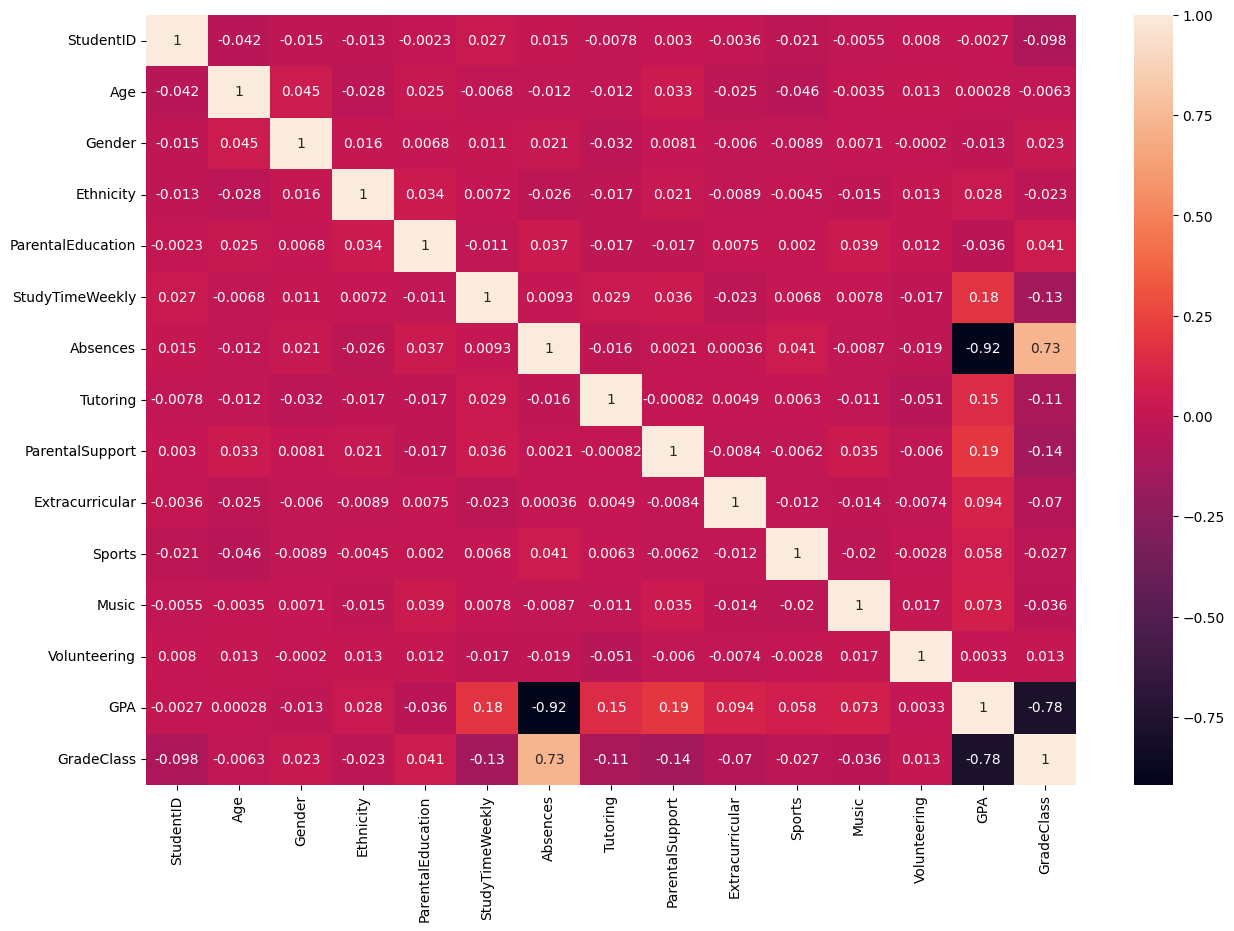 StudentID 1 -0.042 -0.015 -0.013 -0.0023 0.027 0.015 -0.0078 0.003 -0.0036 -0.021 -0.0055 0.008 -0.0027 -0.098
Age -0.042 1 0.045 -0.028 0.025 -0.0068 -0.012 -0.012 0.033 -0.025 -0.046 -0.0035 0.013 0.00028 -0.0063
Gender -0.015 0.045 1 0.016 0.0068 0.011 0.021 -0.032 0.0081 -0.006 -0.0089 0.0071 -0.0002 -0.013 0.023
Ethnicity -0.013 -0.028 0.016 1 0.034 0.0072 -0.026 -0.017 0.021 -0.0089 -0.0045 -0.015 0.013 0.028 -0.023
ParentalEducation -0.0023 0.025 0.0068 0.034 1 -0.011 0.037 -0.017 -0.017 0.0075 0.002 0.039 0.012 -0.036 0.041
StudyTimeWeekly 0.027 -0.0068 0.011 0.0072 -0.011 1 0.0093 0.029 0.036 -0.023 0.0068 0.0078 -0.017 0.18 -0.13
Absences 0.015 -0.012 0.021 -0.026 0.037 0.0093 1 -0.016 0.0021 0.00036 0.041 -0.0087 -0.019 -0.92 0.73
Tutoring -0.0078 -0.012 -0.032 -0.017 -0.017 0.029 -0.016 1 -0.00082 0.0049 0.0063 -0.011 -0.051 0.15 -0.11
ParentalSupport 0.003 0.033 0.0081 0.021 -0.017 0.036 0.0021 -0.00082 1 -0.0084 -0.0062 0.035 -0.006 0.19 -0.14
Extracurricular -0.0036 -0.025 -0.006 -0.0089 0.0075 -0.023 0.00036 0.0049 -0.0084 1 -0.012 -0.014 -0.0074 0.094 -0.07
Sports -0.021 -0.046 -0.0089 -0.0045 0.002 0.0068 0.041 0.0063 -0.0062 -0.012 1 -0.02 -0.0028 0.058 -0.027
Music -0.0055 -0.0035 0.0071 -0.015 0.039 0.0078 -0.0087 -0.011 0.035 -0.014 -0.02 1 0.017 0.073 -0.036
Volunteering 0.008 0.013 -0.0002 0.013 0.012 -0.017 -0.019 -0.051 -0.006 -0.0074 -0.0028 0.017 1 0.0033 0.013
GPA -0.0027 0.00028 -0.013 0.028 -0.036 0.18 -0.92 0.15 0.19 0.094 0.058 0.073 0.0033 1 -0.78
GradeClass -0.098 -0.0063 0.023 -0.023 0.041 -0.13 0.73 -0.11 -0.14 -0.07 -0.027 -0.036 0.013 -0.78 1
StudentID
Age
Gender
Ethnicity
ParentalEducation
StudyTimeWeekly
Absences
Tutoring
ParentalSupport
Extracurricular
Sports
Music
Volunteering
GPA
GradeClass
1.00
0.75
0.50
0.25
0.00
−0.25
−0.50
−0.75